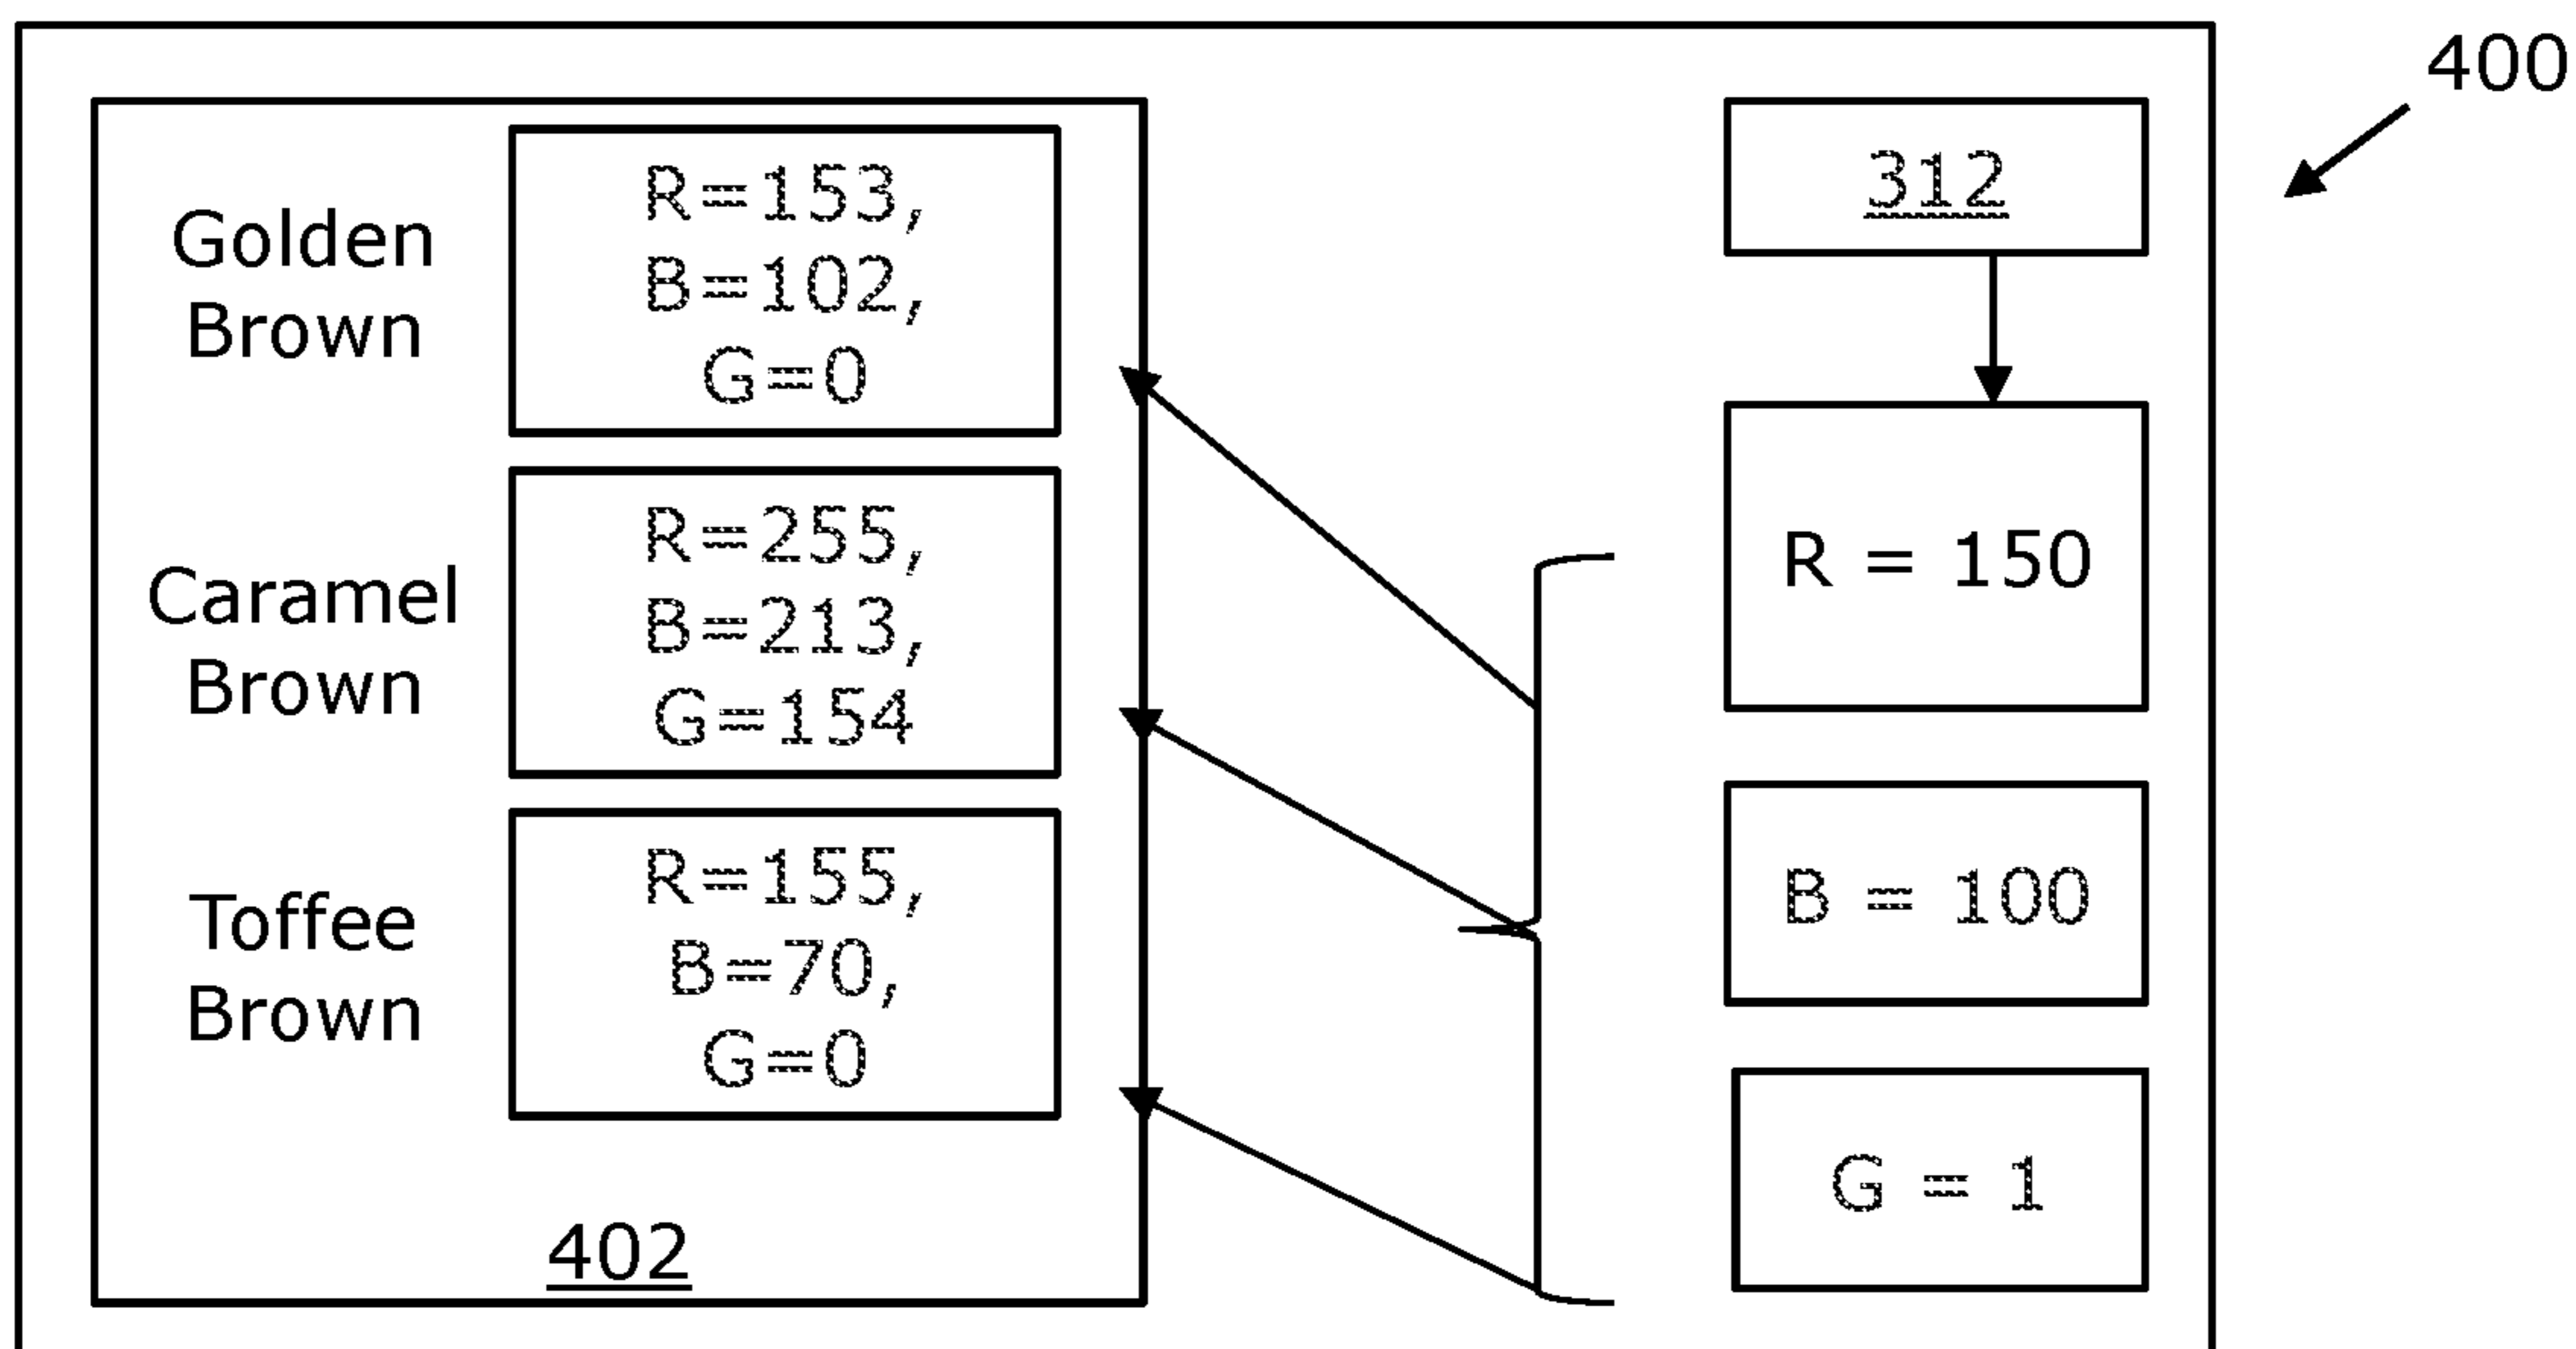 400
Golden
Brown
R=153,
B=102,
G=0
Caramel
Brown
R=255,
B=213,
G=154
Toffee
Brown
R=155,
B=70,
G=0
402
312
R = 150
B = 100
G = 1